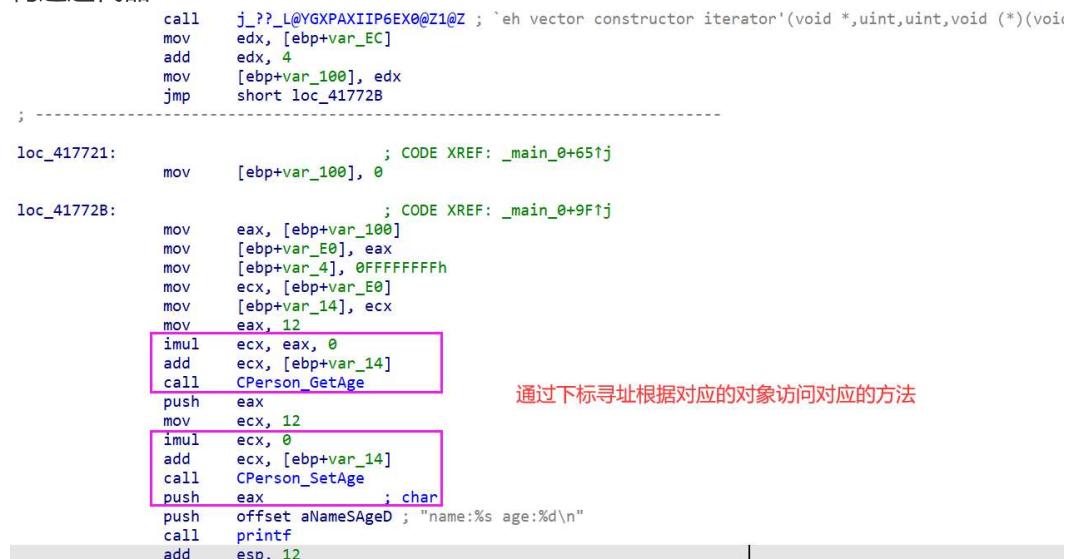 call    j_??_L@YGXPAXIIP6EX0@Z1@Z ; `eh vector constructor iterator'(void *,uint,uint,void (*)(void
mov     edx, [ebp+var_EC]
add     edx, 4
mov     [ebp+var_100], edx
jmp     short loc_41772B
; ---------------------------------------------------------------------------
loc_417721:                             ; CODE XREF: _main_0+65↑j
mov     [ebp+var_100], 0
loc_41772B:                             ; CODE XREF: _main_0+9F↑j
mov     eax, [ebp+var_100]
mov     [ebp+var_E0], eax
mov     [ebp+var_4], 0FFFFFFFFh
mov     ecx, [ebp+var_E0]
mov     [ebp+var_14], ecx
mov     eax, 12
imul    ecx, eax, 0
add     ecx, [ebp+var_14]
call    CPerson_GetAge
通过下标寻址根据对应的对象访问对应的方法
push    eax
mov     ecx, 12
imul    ecx, 0
add     ecx, [ebp+var_14]
call    CPerson_SetAge
push    eax             ; char
push    offset aNameSAgeD ; "name:%s age:%d\n"
call    printf
add     esp, 12